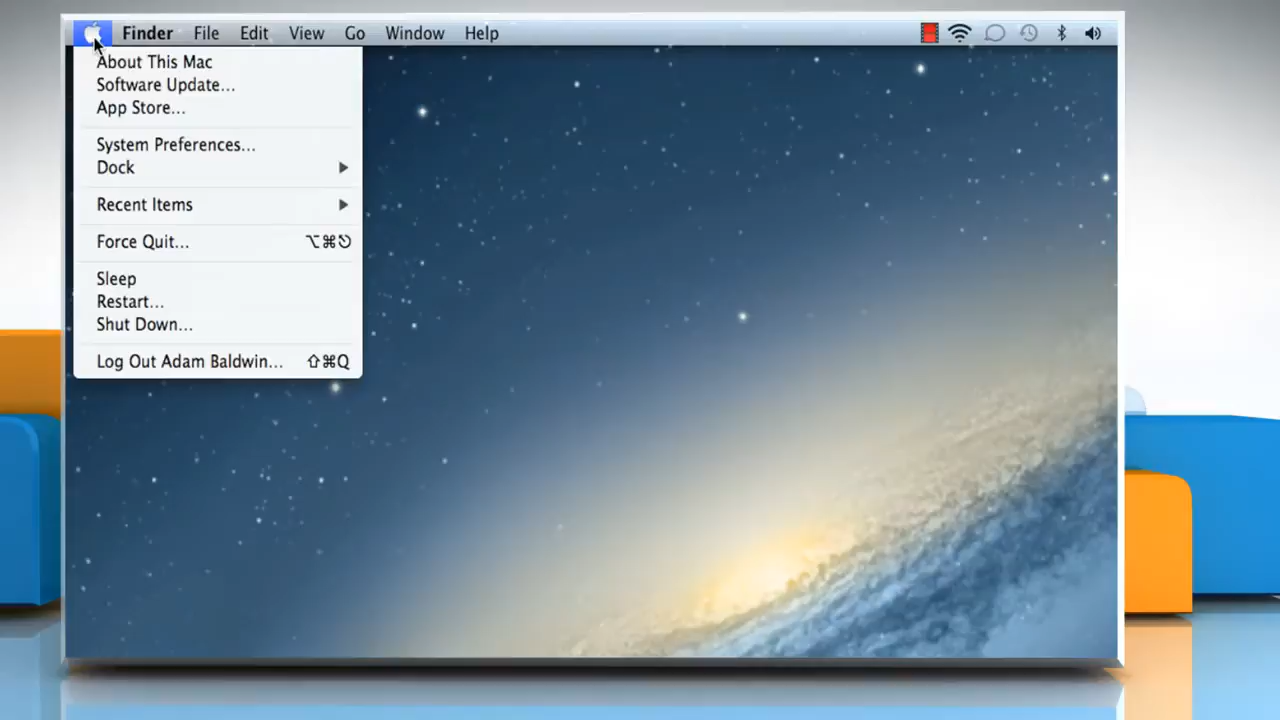 Finder File Edit View Go Window Help
About This Mac
Software Update...
App Store...
System Preferences...
Dock
Recent Items
Force Quit... ⌥⌘⎋
Sleep
Restart...
Shut Down...
Log Out Adam Baldwin... ⇧⌘Q